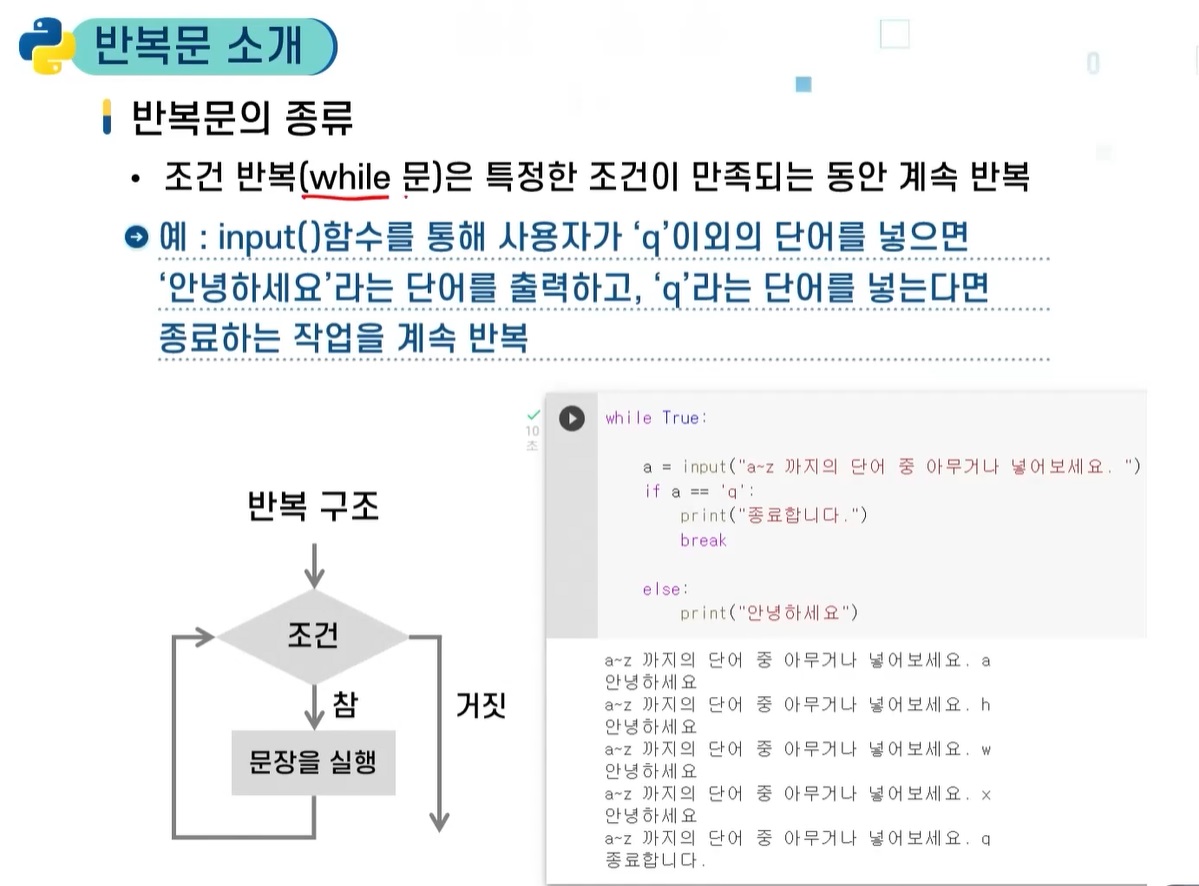 반복문 소개
반복문의 종류
• 조건 반복(while 문)은 특정한 조건이 만족되는 동안 계속 반복
예 : input()함수를 통해 사용자가 ‘q’이외의 단어를 넣으면
‘안녕하세요’라는 단어를 출력하고, ‘q’라는 단어를 넣는다면
종료하는 작업을 계속 반복
반복 구조
조건
참
거짓
문장을 실행
10
초
while True:
a = input("a~z 까지의 단어 중 아무거나 넣어보세요. ")
if a == 'q':
print("종료합니다.")
break
else:
print("안녕하세요")
a~z 까지의 단어 중 아무거나 넣어보세요. a
안녕하세요
a~z 까지의 단어 중 아무거나 넣어보세요. h
안녕하세요
a~z 까지의 단어 중 아무거나 넣어보세요. w
안녕하세요
a~z 까지의 단어 중 아무거나 넣어보세요. x
안녕하세요
a~z 까지의 단어 중 아무거나 넣어보세요. q
종료합니다.